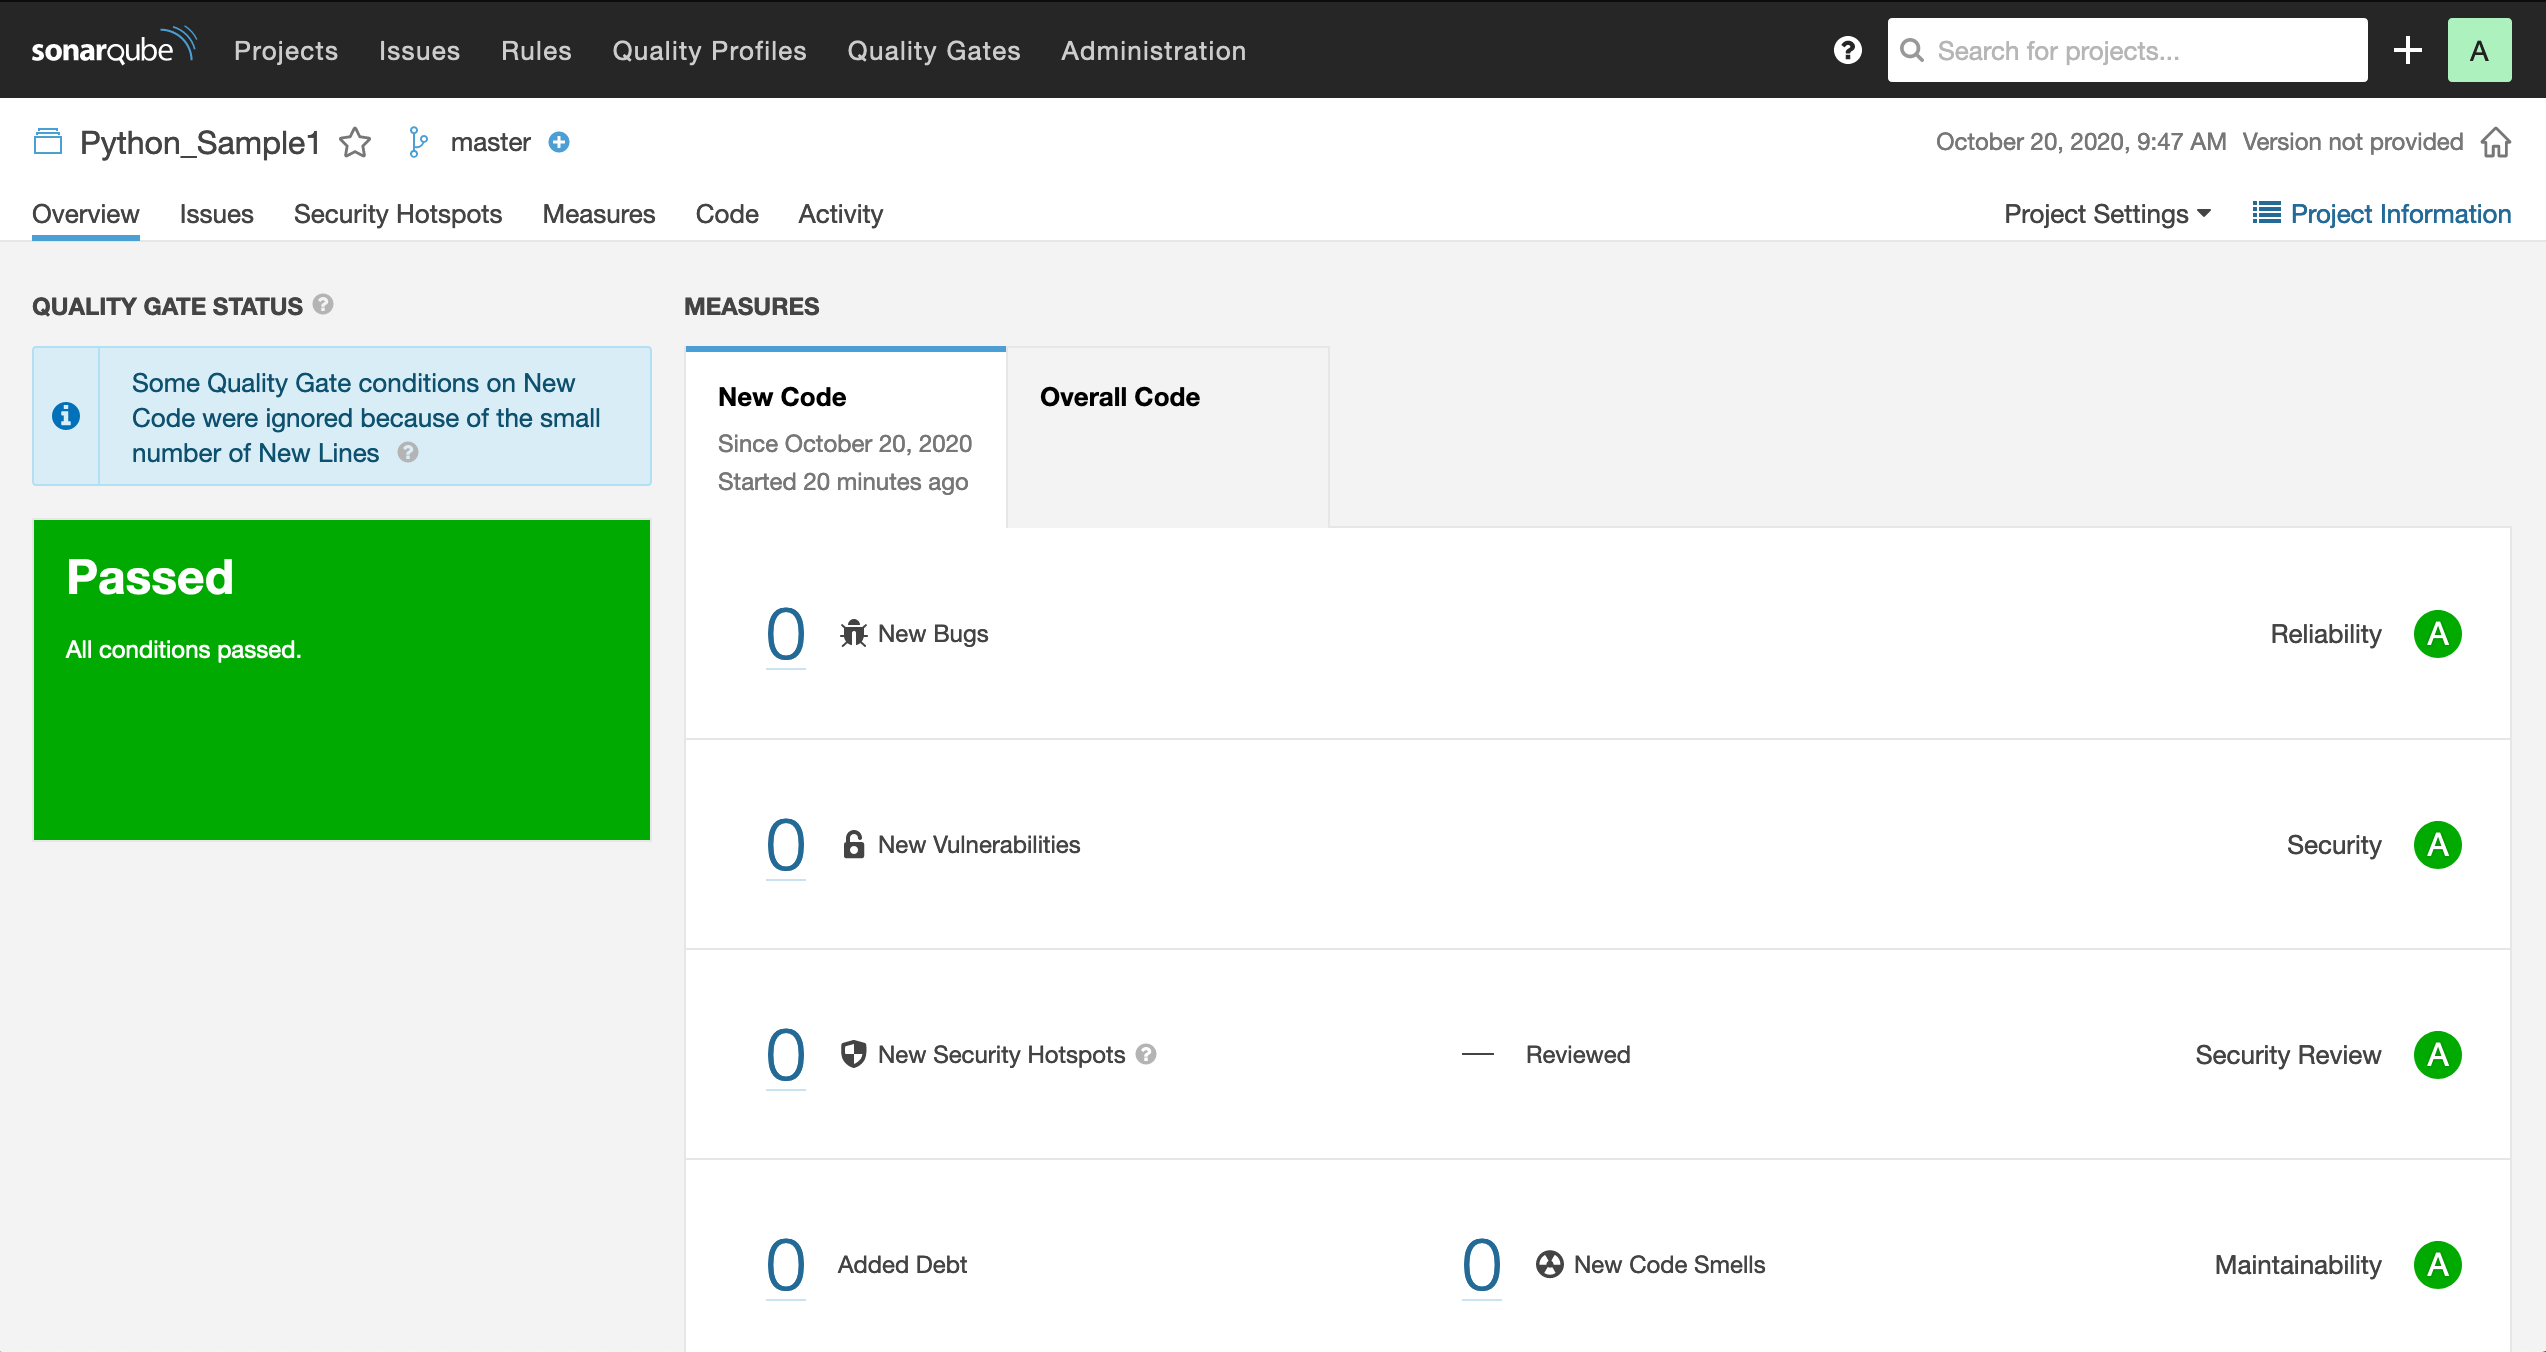 sonarqube Projects Issues Rules Quality Profiles Quality Gates Administration ? Search for projects... + A
Python_Sample1 master October 20, 2020, 9:47 AM Version not provided
Overview Issues Security Hotspots Measures Code Activity Project Settings Project Information
QUALITY GATE STATUS ?
Some Quality Gate conditions on New
Code were ignored because of the small
number of New Lines ?
Passed
All conditions passed.
MEASURES
New Code
Since October 20, 2020
Started 20 minutes ago
Overall Code
0 New Bugs Reliability A
0 New Vulnerabilities Security A
0 New Security Hotspots ? — Reviewed Security Review A
0 Added Debt 0 New Code Smells Maintainability A